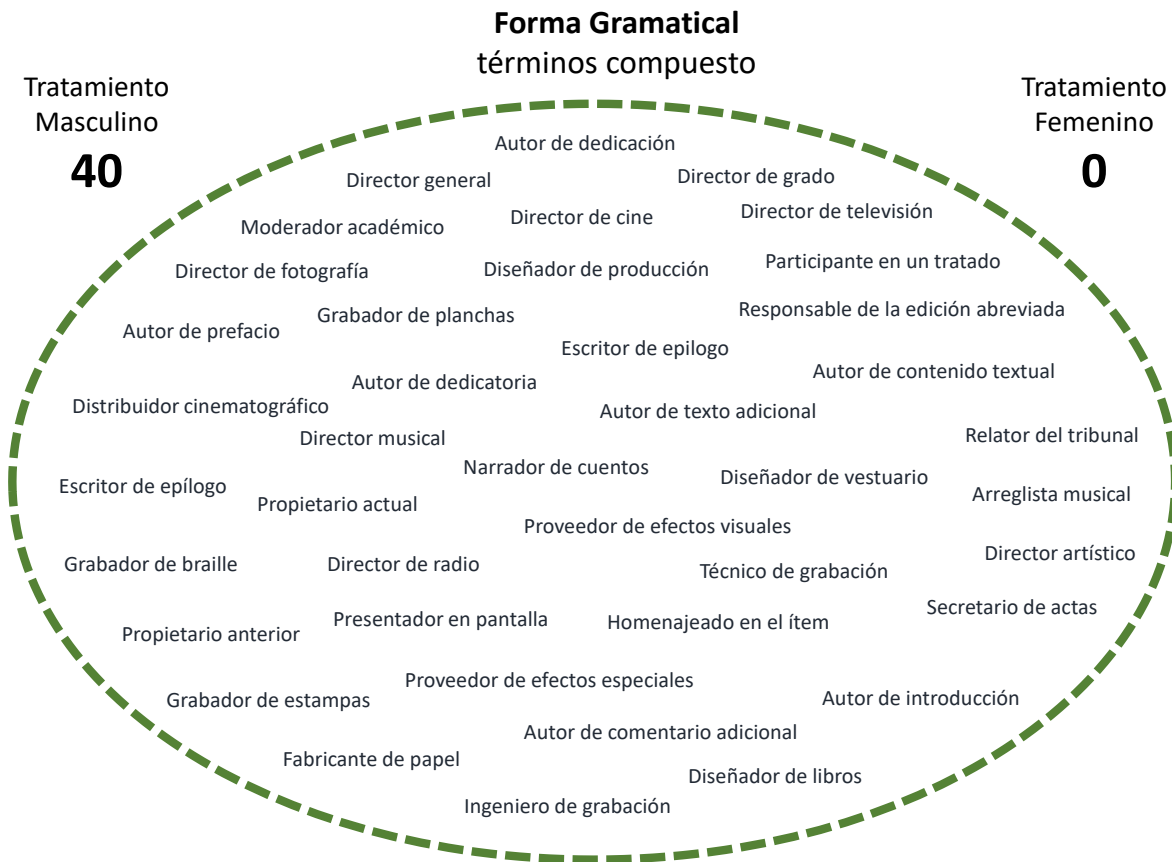 Forma Gramatical
términos compuesto
Tratamiento
Masculino
40
Tratamiento
Femenino
0
Autor de dedicación
Director general
Director de grado
Moderador académico
Director de cine
Director de televisión
Director de fotografía
Diseñador de producción
Participante en un tratado
Autor de prefacio
Grabador de planchas
Responsable de la edición abreviada
Escritor de epilogo
Autor de dedicatoria
Autor de contenido textual
Distribuidor cinematográfico
Autor de texto adicional
Director musical
Relator del tribunal
Narrador de cuentos
Diseñador de vestuario
Escritor de epílogo
Propietario actual
Arreglista musical
Proveedor de efectos visuales
Grabador de braille
Director de radio
Técnico de grabación
Director artístico
Secretario de actas
Propietario anterior
Presentador en pantalla
Homenajeado en el ítem
Proveedor de efectos especiales
Grabador de estampas
Autor de introducción
Autor de comentario adicional
Fabricante de papel
Diseñador de libros
Ingeniero de grabación